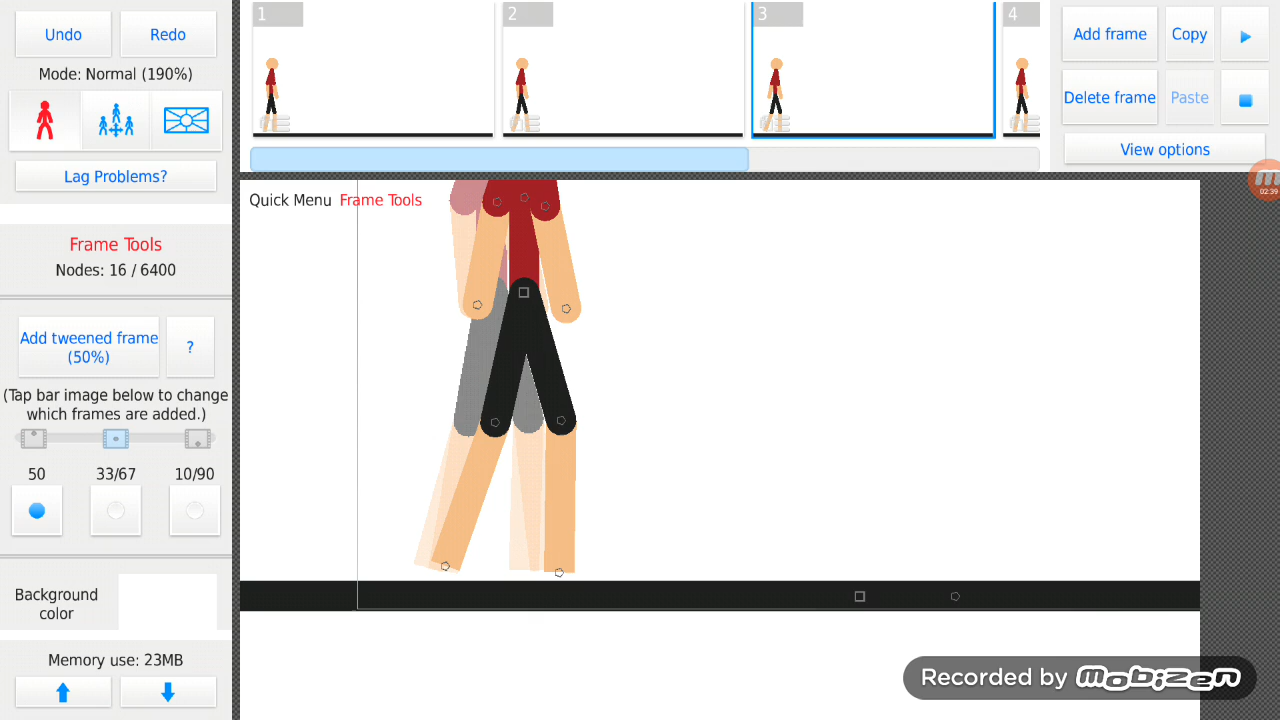 Undo
Redo
Mode: Normal (190%)
Lag Problems?
Frame Tools
Nodes: 16 / 6400
Add tweened frame
(50%)
?
(Tap bar image below to change
which frames are added.)
50
33/67
10/90
Background
color
Memory use: 23MB
1
2
3
4
Add frame
Copy
Delete frame
Paste
View options
02:39
Quick Menu
Frame Tools
Recorded by mobizen